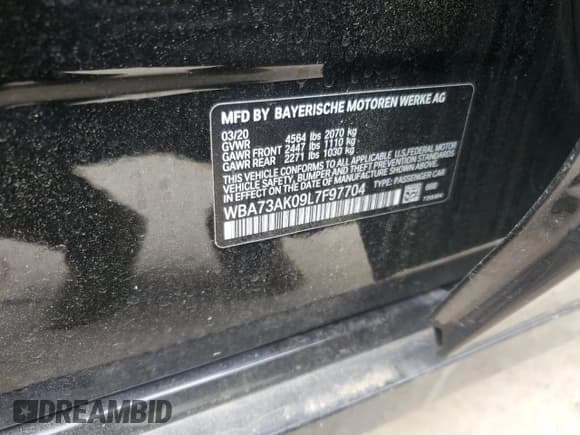 MFD BY BAYERISCHE MOTOREN WERKE AG
03/20
GVWR 4564 lbs 2070 kg
GAWR FRONT 2447 lbs 1110 kg
GAWR REAR 2271 lbs 1030 kg
THIS VEHICLE CONFORMS TO ALL APPLICABLE U.S. FEDERAL MOTOR
VEHICLE SAFETY, BUMPER AND THEFT PREVENTION STANDARDS IN
EFFECT ON THE DATE OF MANUFACTURE SHOWN ABOVE.
WBA73AK09L7F97704 TYPE: PASSENGER CAR
DREAMBID